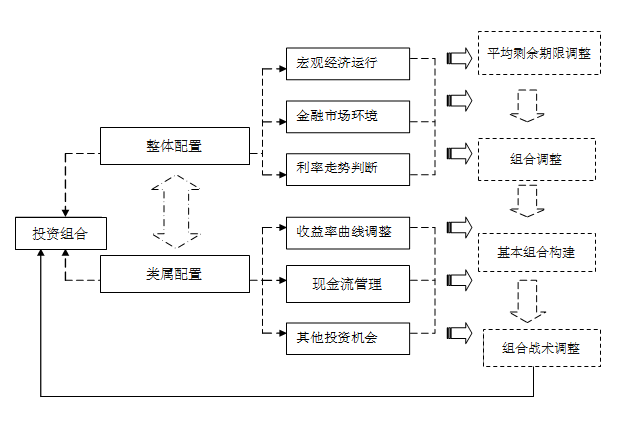 宏观经济运行
平均剩余期限调整
金融市场环境
整体配置
组合调整
利率走势判断
投资组合
收益率曲线调整
基本组合构建
类属配置
现金流管理
其他投资机会
组合战术调整